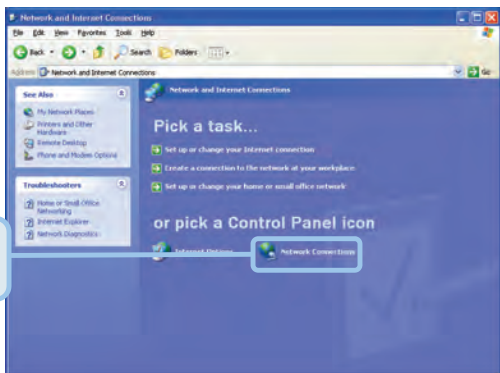 Network and Internet Connections
File Edit View Favorites Tools Help
Back Search Folders
Address Network and Internet Connections Go
See Also
My Network Places
Printers and Other
Hardware
Remote Desktop
Phone and Modem Options
Troubleshooters
Home or Small Office
Networking
Internet Explorer
Network Diagnostics
Network and Internet Connections
Pick a task...
Set up or change your Internet connection
Create a connection to the network at your workplace
Set up or change your home or small office network
or pick a Control Panel icon
Internet Options
Network Connections